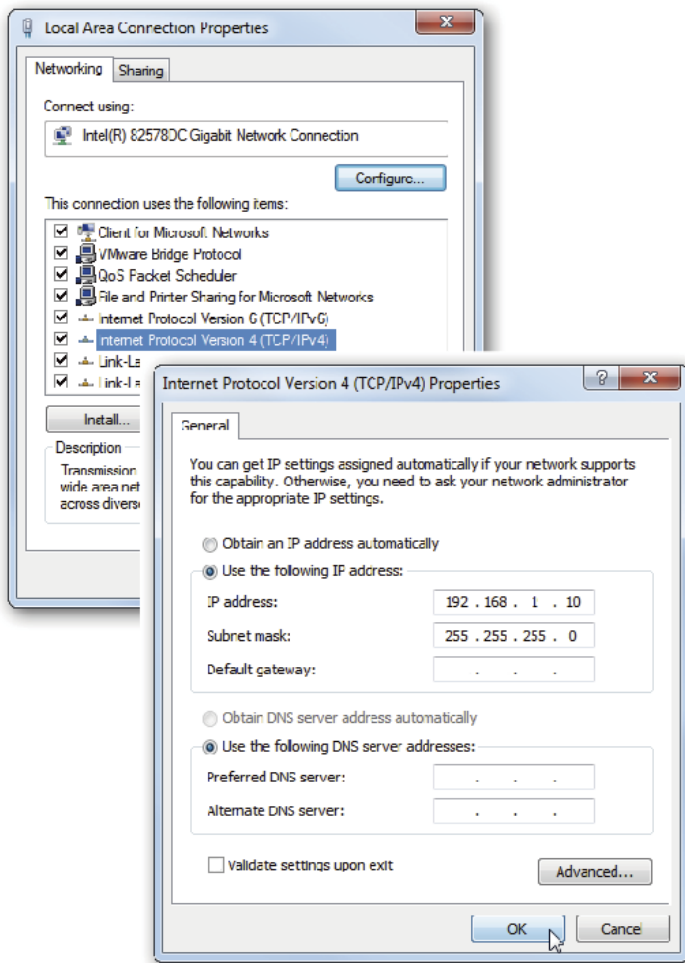 Local Area Connection Properties
Networking
Sharing
Connect using:
Intel(R) 82578DC Gigabit Network Connection
Configure...
This connection uses the following items:
Client for Microsoft Networks
VMware Bridge Protocol
QoS Packet Scheduler
File and Printer Sharing for Microsoft Networks
Internet Protocol Version 6 (TCP/IPv6)
Internet Protocol Version 4 (TCP/IPv4)
Link-La
Link-La
Install...
Description
Transmission
wide area net
across diverse
Internet Protocol Version 4 (TCP/IPv4) Properties
General
You can get IP settings assigned automatically if your network supports
this capability. Otherwise, you need to ask your network administrator
for the appropriate IP settings.
Obtain an IP address automatically
Use the following IP address:
IP address:
192 . 168 . 1 . 10
Subnet mask:
255 . 255 . 255 . 0
Default gateway:
. . .
Obtain DNS server address automatically
Use the following DNS server addresses:
Preferred DNS server:
. . .
Alternate DNS server:
. . .
Validate settings upon exit
Advanced...
OK
Cancel